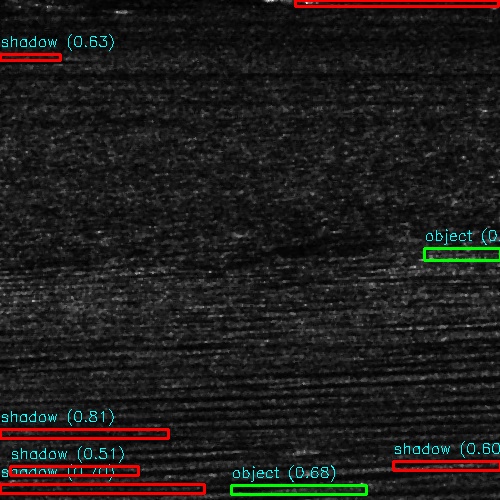 shadow (0.63)
object (0.
shadow (0.81)
shadow (0.51)
shadow (0.60
object (0.68)